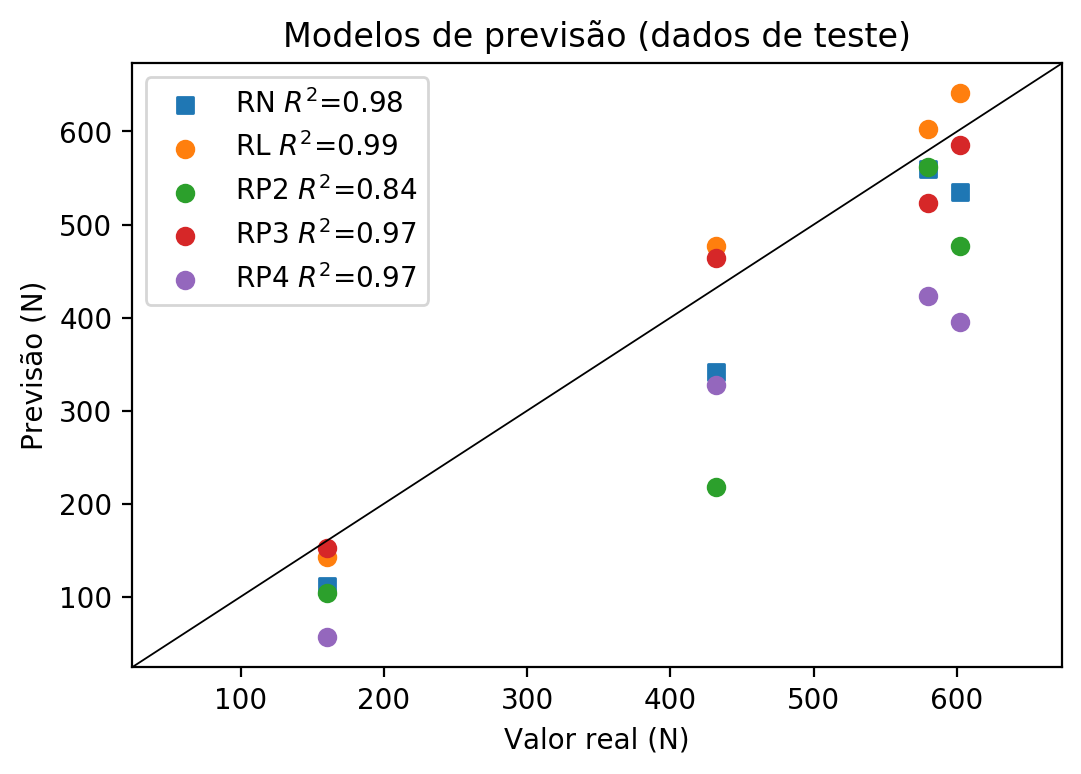 Modelos de previsão (dados de teste)
RN R²=0.98
RL R²=0.99
RP2 R²=0.84
RP3 R²=0.97
RP4 R²=0.97
Previsão (N)
600
500
400
300
200
100
100 200 300 400 500 600
Valor real (N)